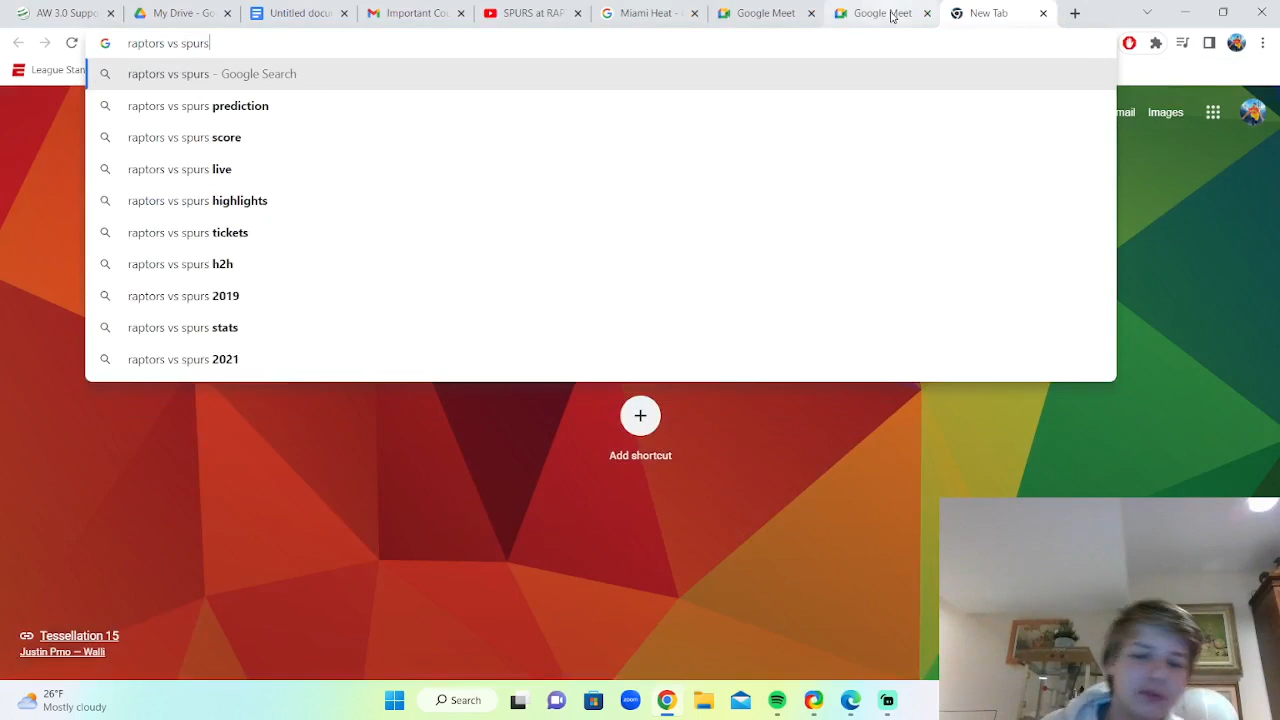 AW 3.0 Suppo
My Drive - Go
Untitled docu
Important Co
SPURS at RAP
Miami Heat -
Google Meet
Google Meet
New Tab
raptors vs spurs
League Stan
raptors vs spurs - Google Search
raptors vs spurs prediction
mail Images
raptors vs spurs score
raptors vs spurs live
raptors vs spurs highlights
raptors vs spurs tickets
raptors vs spurs h2h
raptors vs spurs 2019
raptors vs spurs stats
raptors vs spurs 2021
Add shortcut
Tessellation 15
Justin Prno — Walli
26°F
Mostly cloudy
Search
zoom